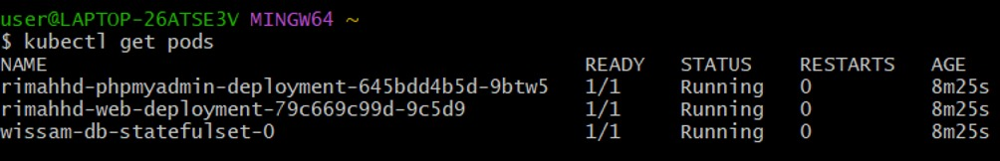 user@LAPTOP-26ATSE3V MINGW64 ~
$ kubectl get pods
NAME READY STATUS RESTARTS AGE
rimahhd-phpmyadmin-deployment-645bdd4b5d-9btw5 1/1 Running 0 8m25s
rimahhd-web-deployment-79c669c99d-9c5d9 1/1 Running 0 8m25s
wissam-db-statefulset-0 1/1 Running 0 8m25s